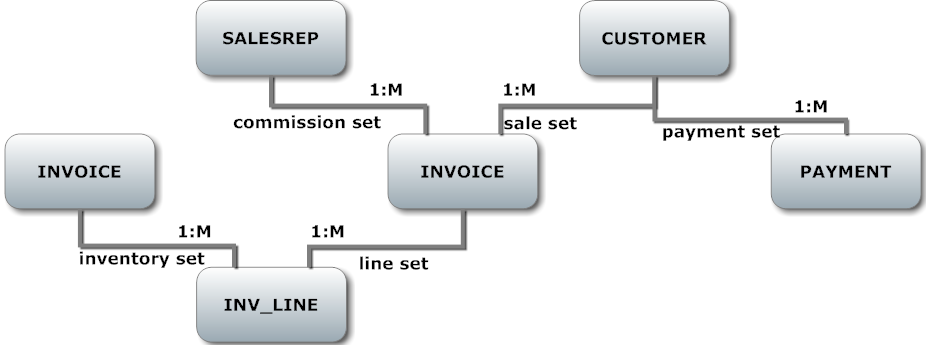 SALESREP
CUSTOMER
1:M
1:M
1:M
commission set
sale set
payment set
INVOICE
INVOICE
PAYMENT
1:M
1:M
inventory set
line set
INV_LINE